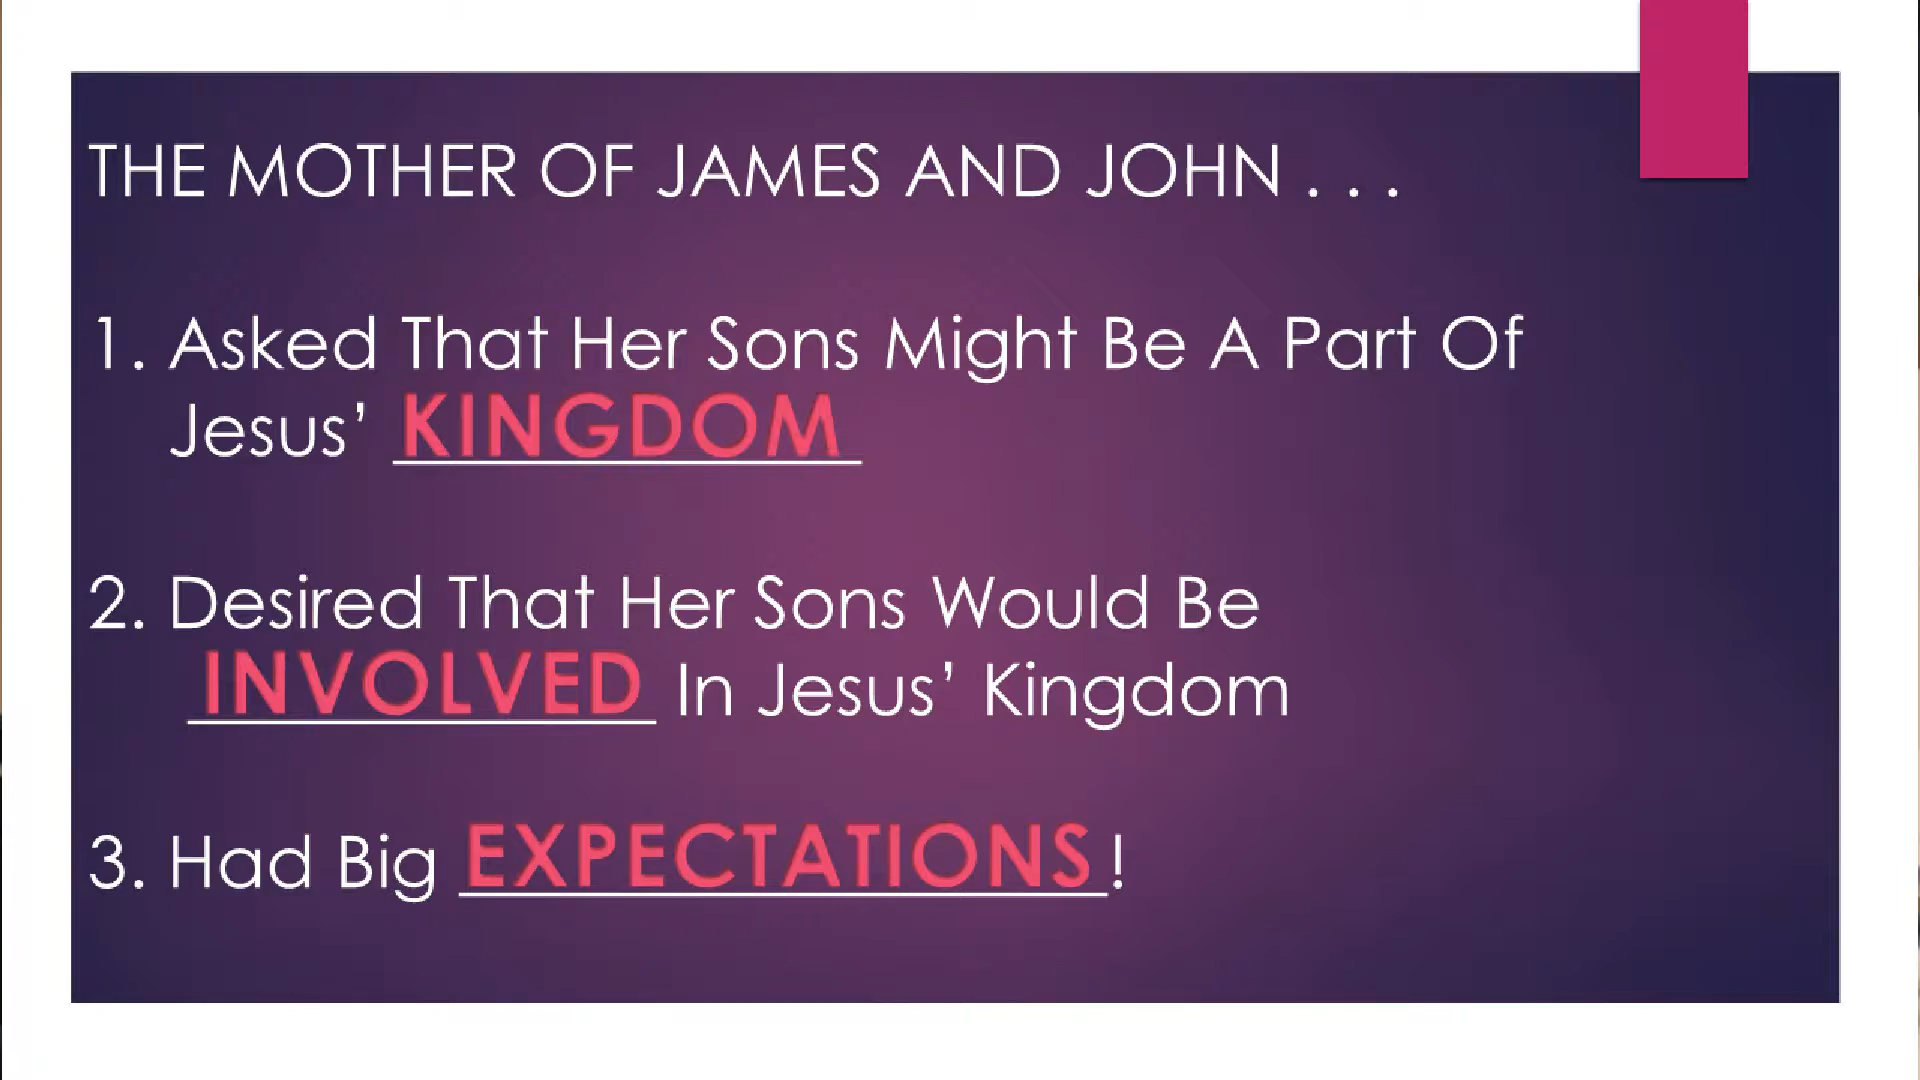 THE MOTHER OF JAMES AND JOHN . . .
1. Asked That Her Sons Might Be A Part Of
Jesus’ KINGDOM
2. Desired That Her Sons Would Be
INVOLVED In Jesus’ Kingdom
3. Had Big EXPECTATIONS!